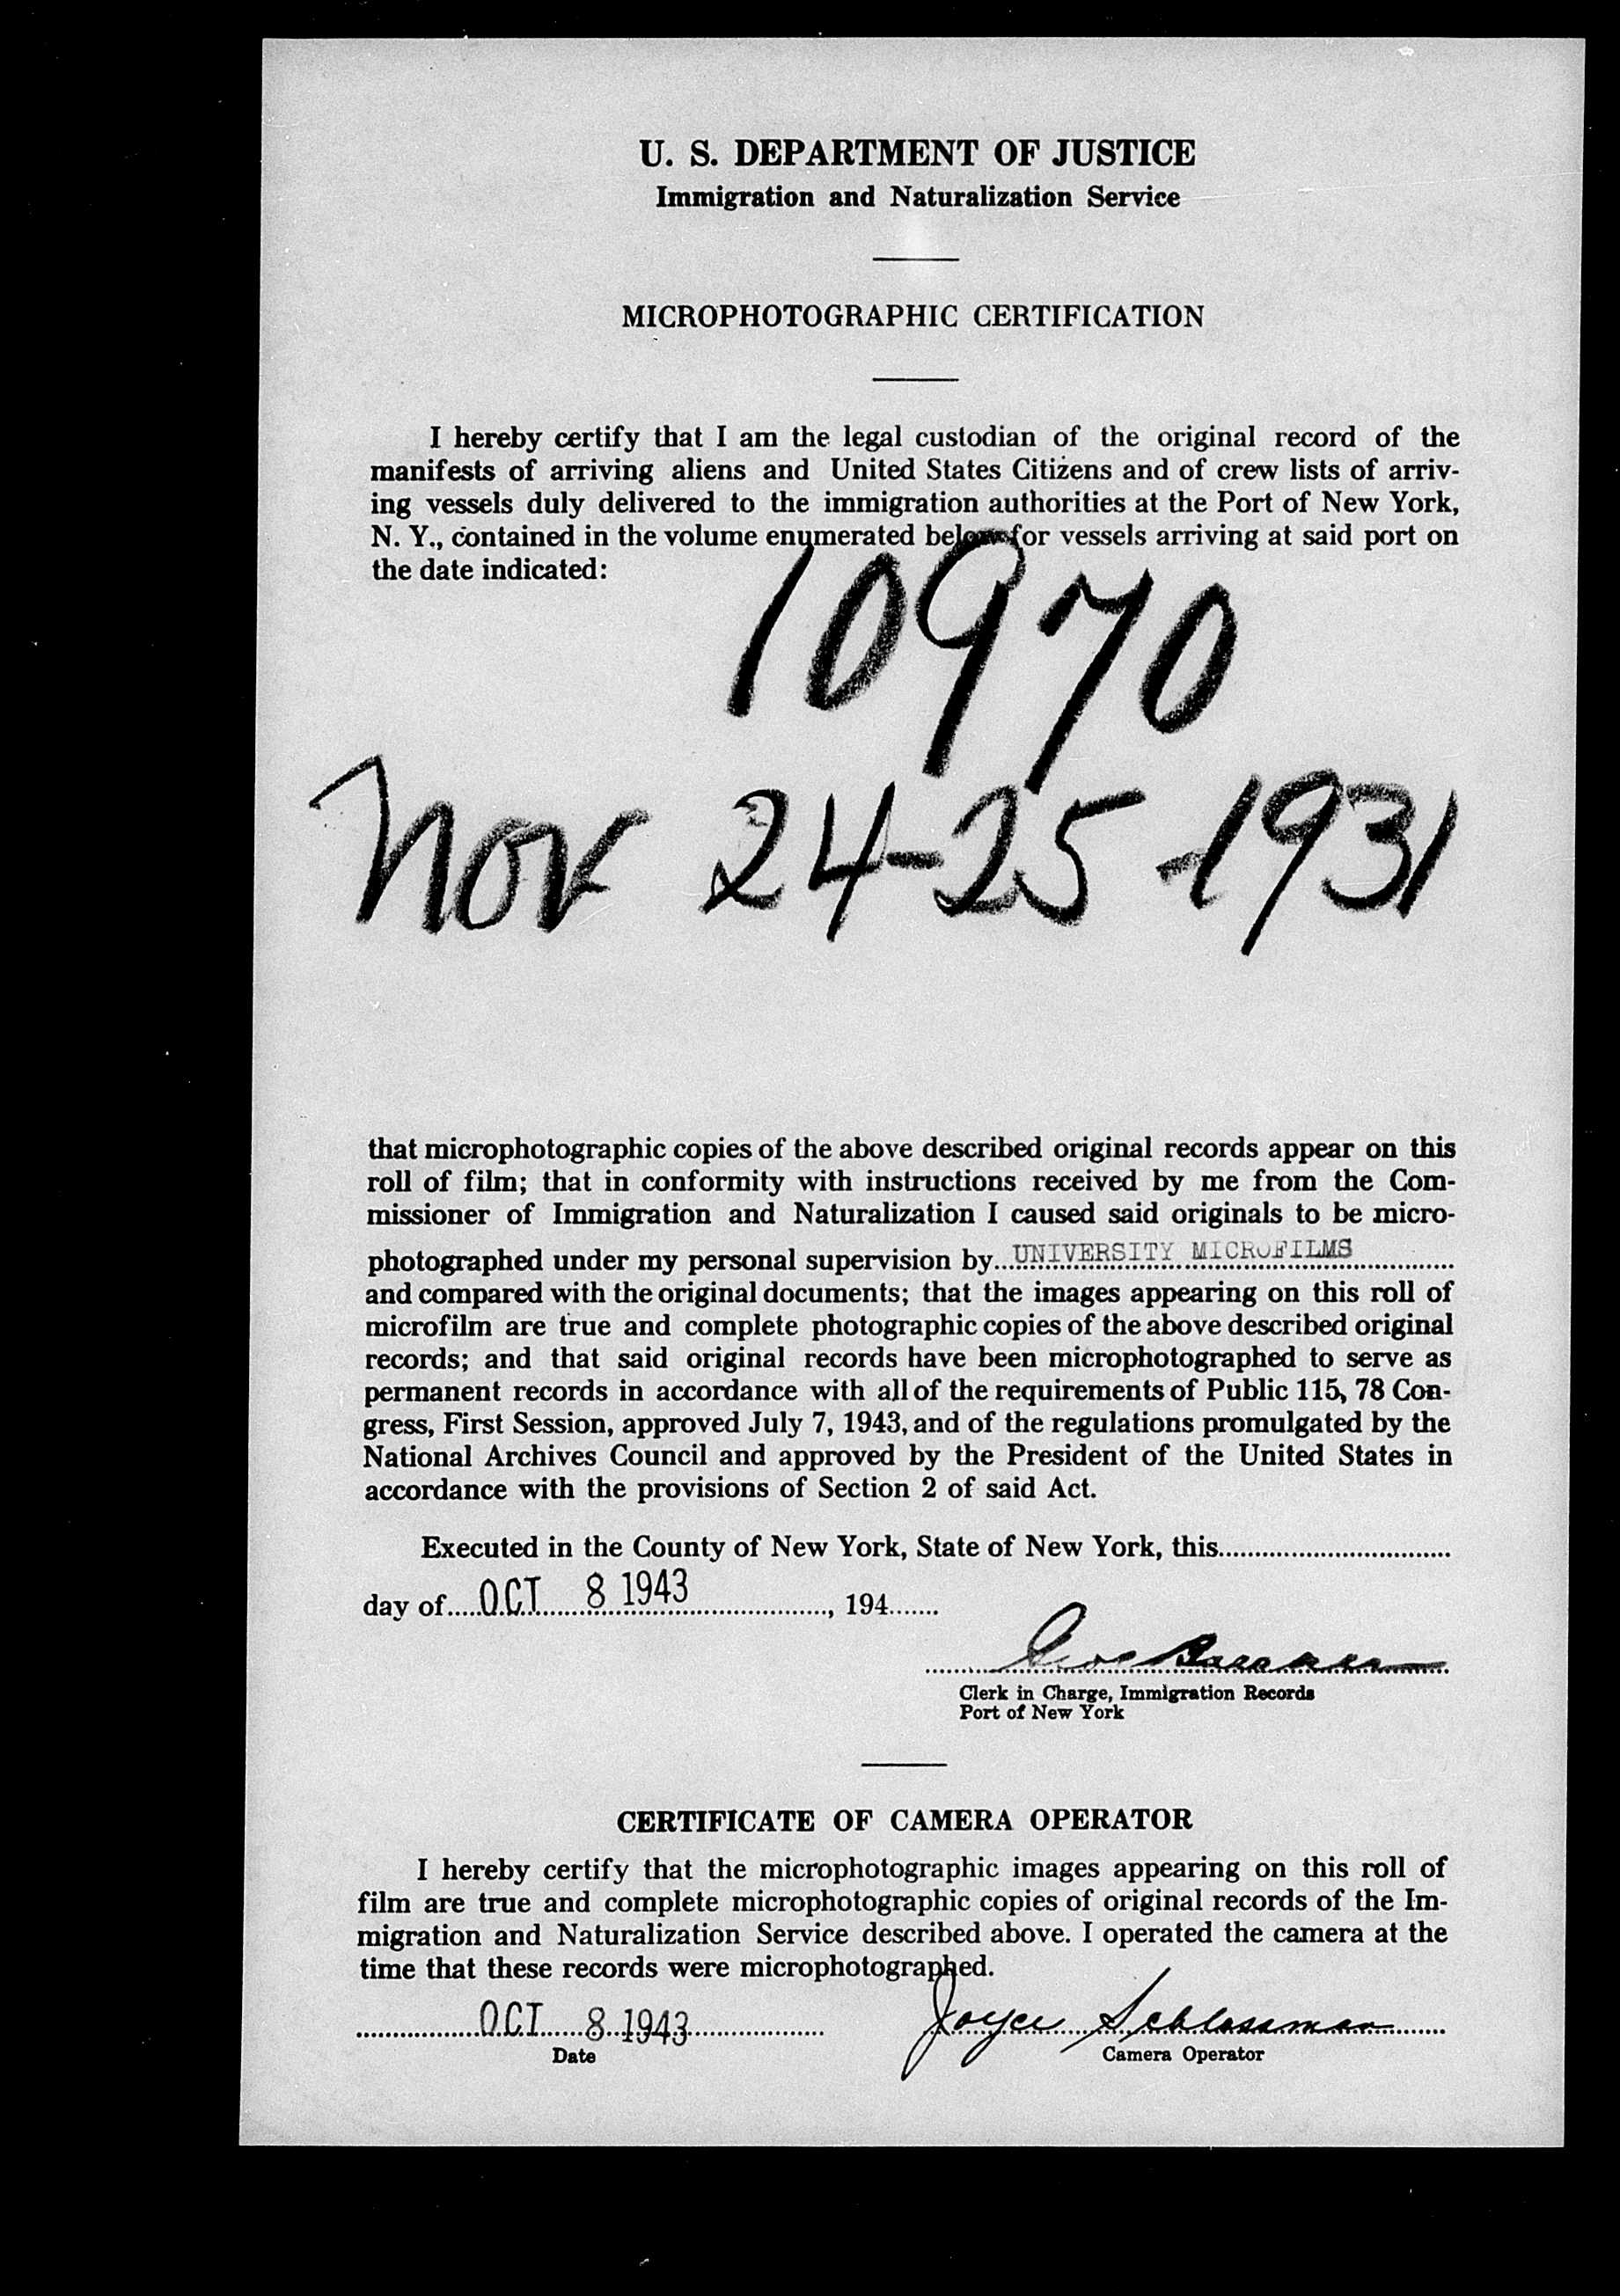 U. S. DEPARTMENT OF JUSTICE
Immigration and Naturalization Service
MICROPHOTOGRAPHIC CERTIFICATION
I hereby certify that I am the legal custodian of the original record of the
manifests of arriving aliens and United States Citizens and of crew lists of arriv-
ing vessels duly delivered to the immigration authorities at the Port of New York,
N. Y., contained in the volume enumerated below for vessels arriving at said port on
the date indicated:
10970
Nov 24-25-1931
that microphotographic copies of the above described original records appear on this
roll of film; that in conformity with instructions received by me from the Com-
missioner of Immigration and Naturalization I caused said originals to be micro-
photographed under my personal supervision by UNIVERSITY MICROFILMS
and compared with the original documents; that the images appearing on this roll of
microfilm are true and complete photographic copies of the above described original
records; and that said original records have been microphotographed to serve as
permanent records in accordance with all of the requirements of Public 115, 78 Con-
gress, First Session, approved July 7, 1943, and of the regulations promulgated by the
National Archives Council and approved by the President of the United States in
accordance with the provisions of Section 2 of said Act.
Executed in the County of New York, State of New York, this
day of OCT 8 1943, 194
Clerk in Charge, Immigration Records
Port of New York
CERTIFICATE OF CAMERA OPERATOR
I hereby certify that the microphotographic images appearing on this roll of
film are true and complete microphotographic copies of original records of the Im-
migration and Naturalization Service described above. I operated the camera at the
time that these records were microphotographed.
OCT 8 1943 Joyce Schlossman
Date Camera Operator